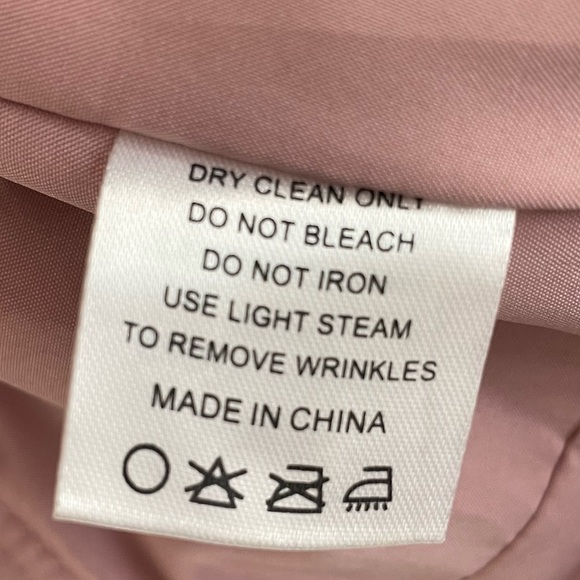 DRY CLEAN ONLY
DO NOT BLEACH
DO NOT IRON
USE LIGHT STEAM
TO REMOVE WRINKLES
MADE IN CHINA